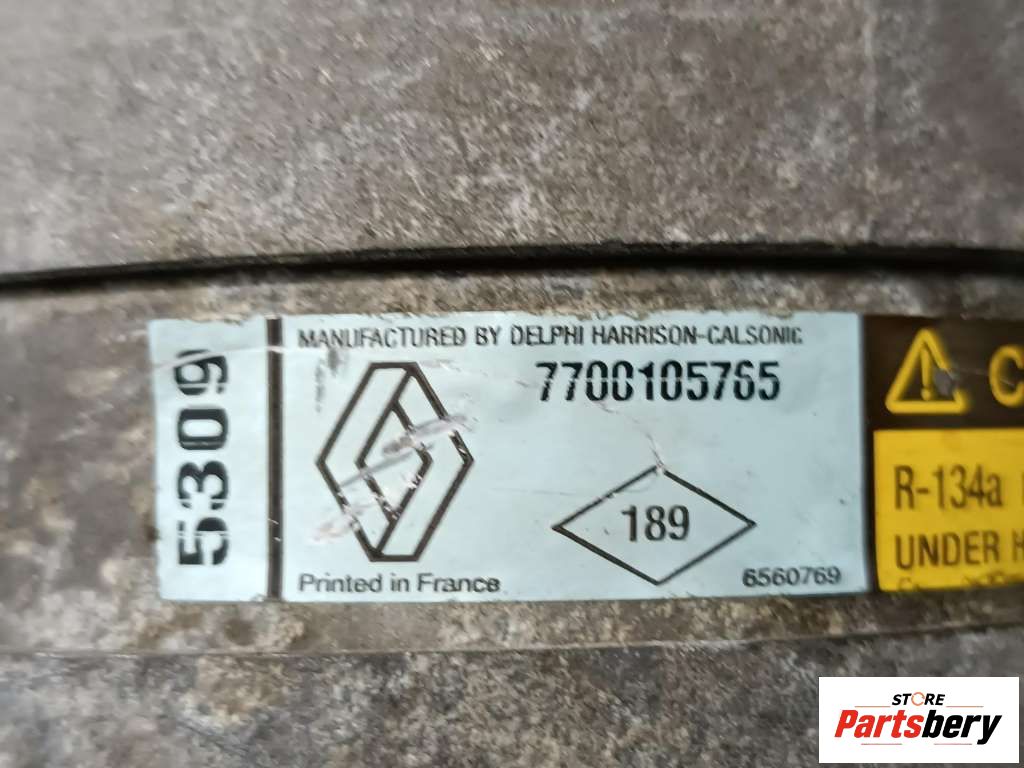 5309
MANUFACTURED BY DELPHI HARRISON-CALSONIC
7700105765
189
Printed in France
6560769
R-134a
UNDER
STORE
Partsbery